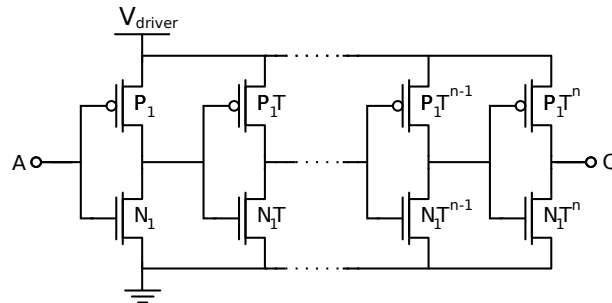 V_driver
P_1
P_1T
P_1T^{n-1}
P_1T^n
A
Q
N_1
N_1T
N_1T^{n-1}
N_1T^n